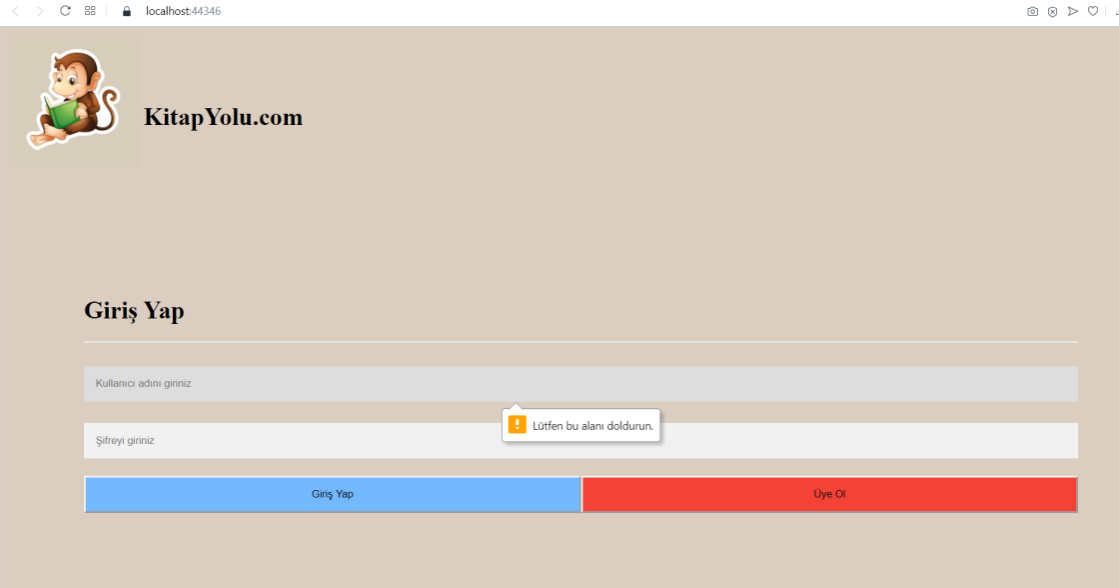 localhost:44346
KitapYolu.com
Giriş Yap
Kullanıcı adını giriniz
Lütfen bu alanı doldurun.
Şifreyi giriniz
Giriş Yap
Üye Ol